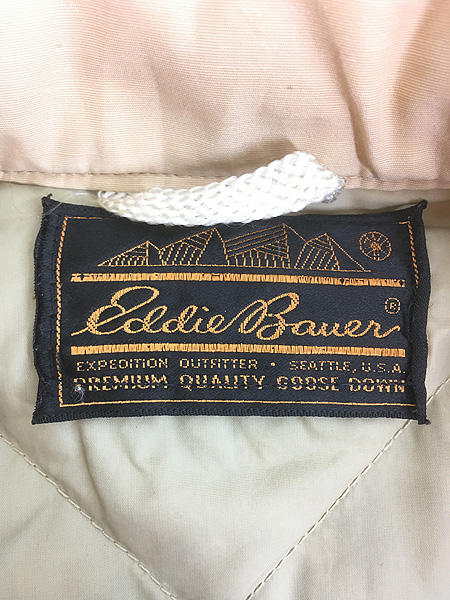 Eddie Bauer ®
EXPEDITION OUTFITTER · SEATTLE, U.S.A.
PREMIUM QUALITY GOOSE DOWN